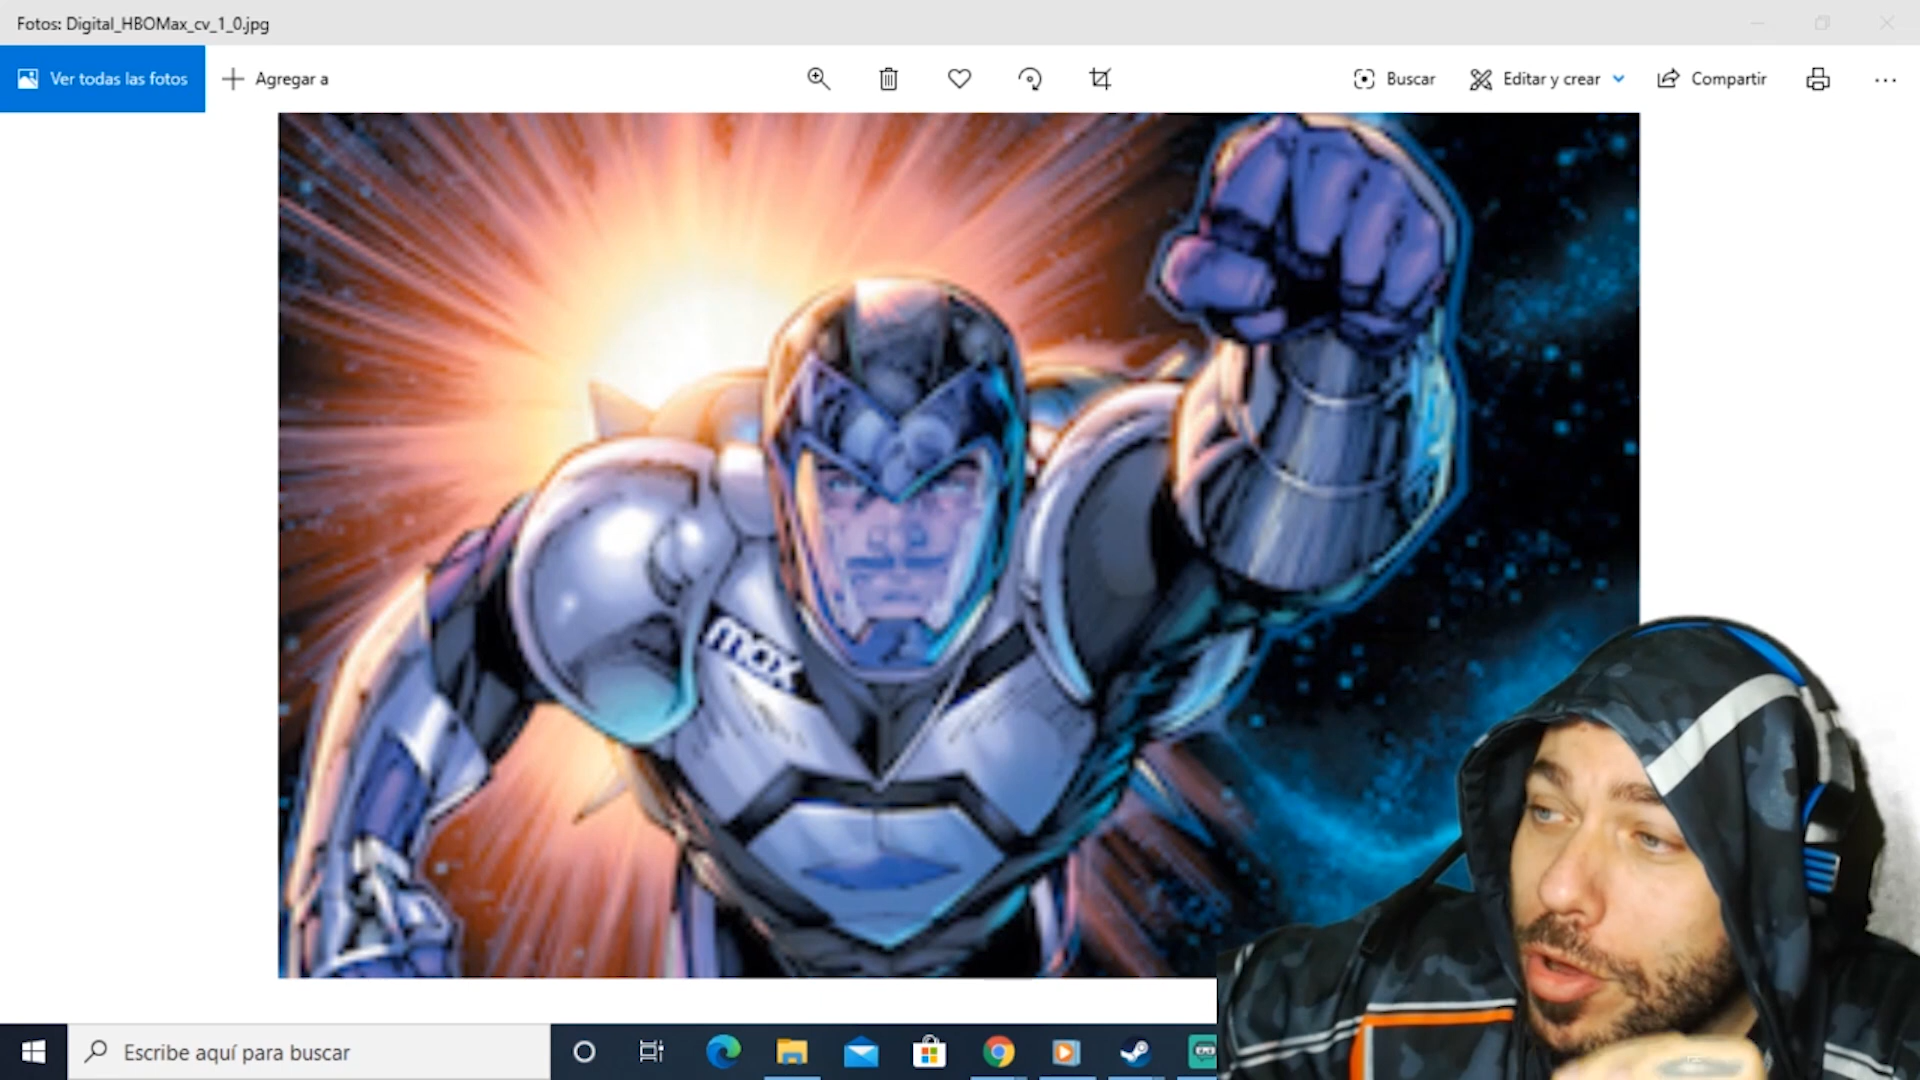 Fotos: Digital_HBOMax_cv_1_0.jpg
Ver todas las fotos
Agregar a
Buscar
Editar y crear
Compartir
max
Escribe aquí para buscar